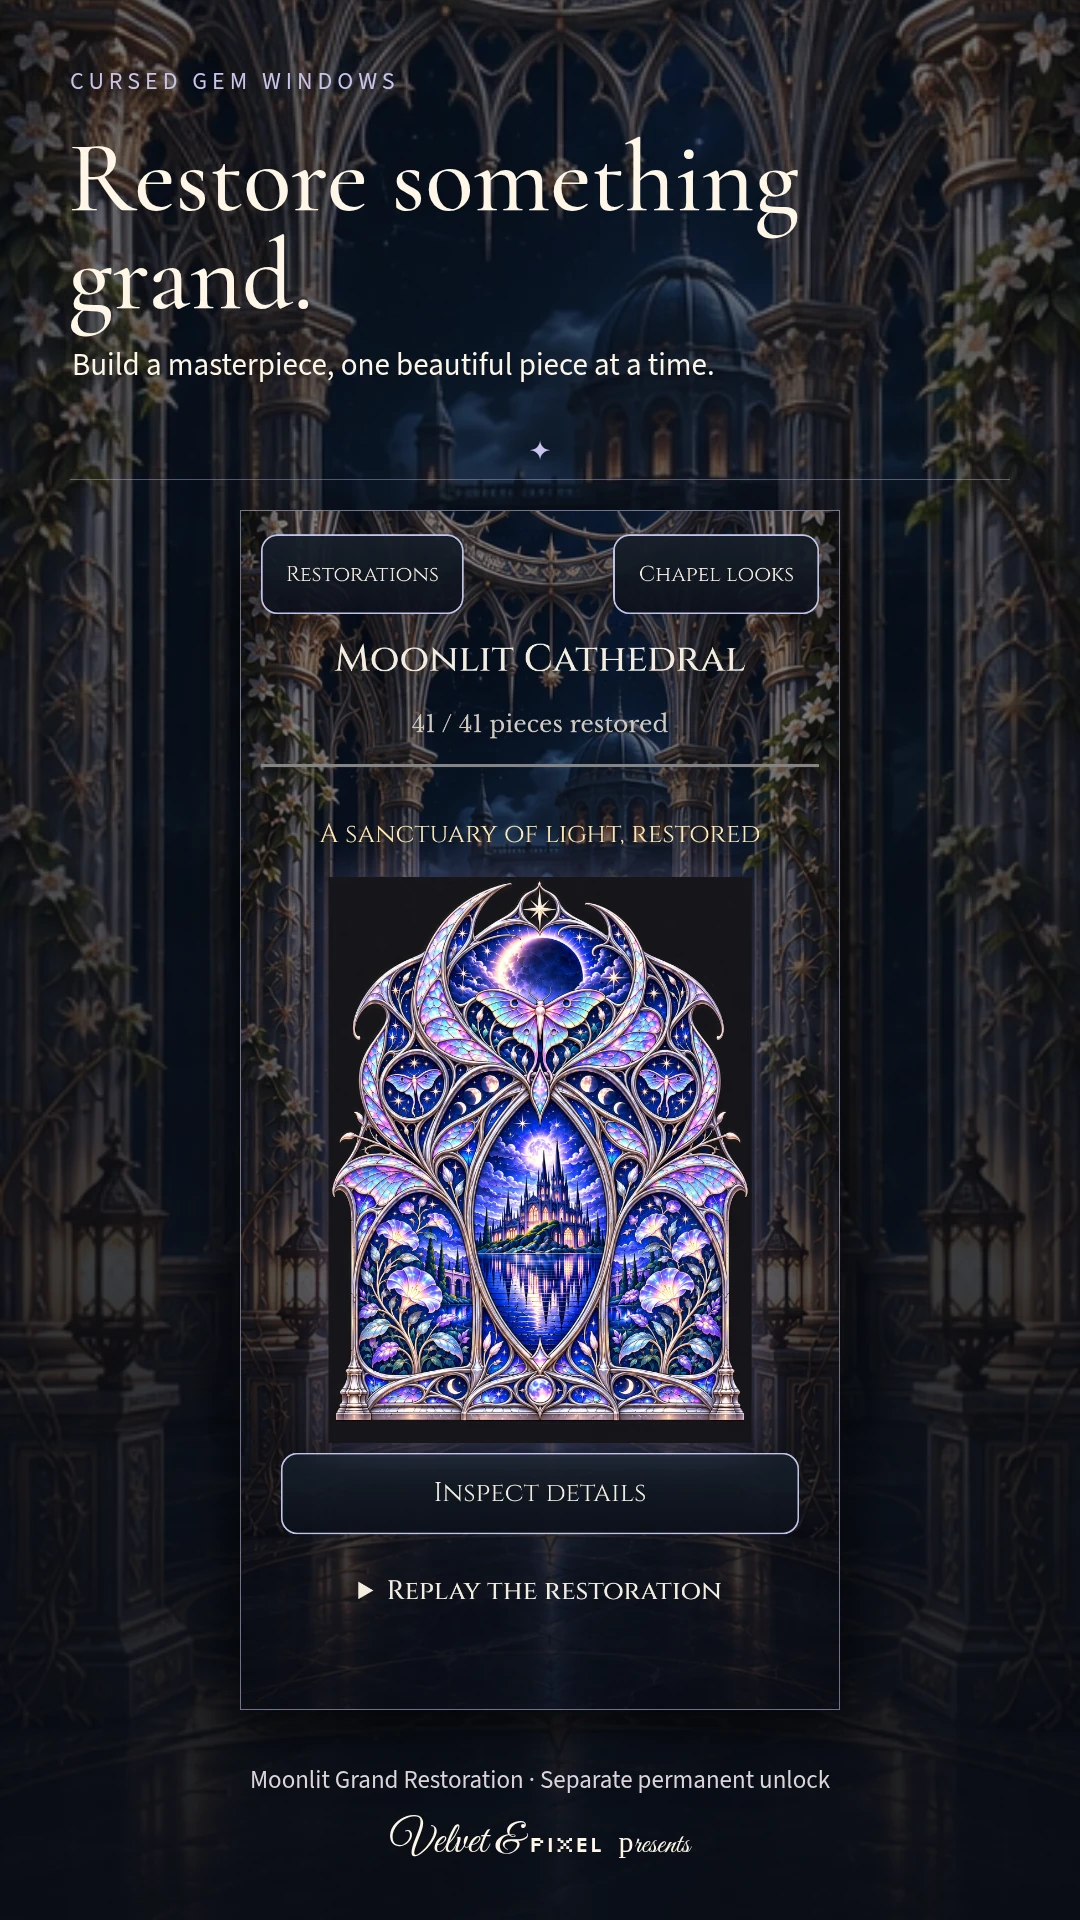 CURSED GEM WINDOWS
Restore something
grand.
Build a masterpiece, one beautiful piece at a time.
Restorations
Chapel looks
Moonlit Cathedral
41 / 41 pieces restored
A sanctuary of light, restored
Inspect details
▶ Replay the restoration
Moonlit Grand Restoration · Separate permanent unlock
Velvet & PIXEL presents